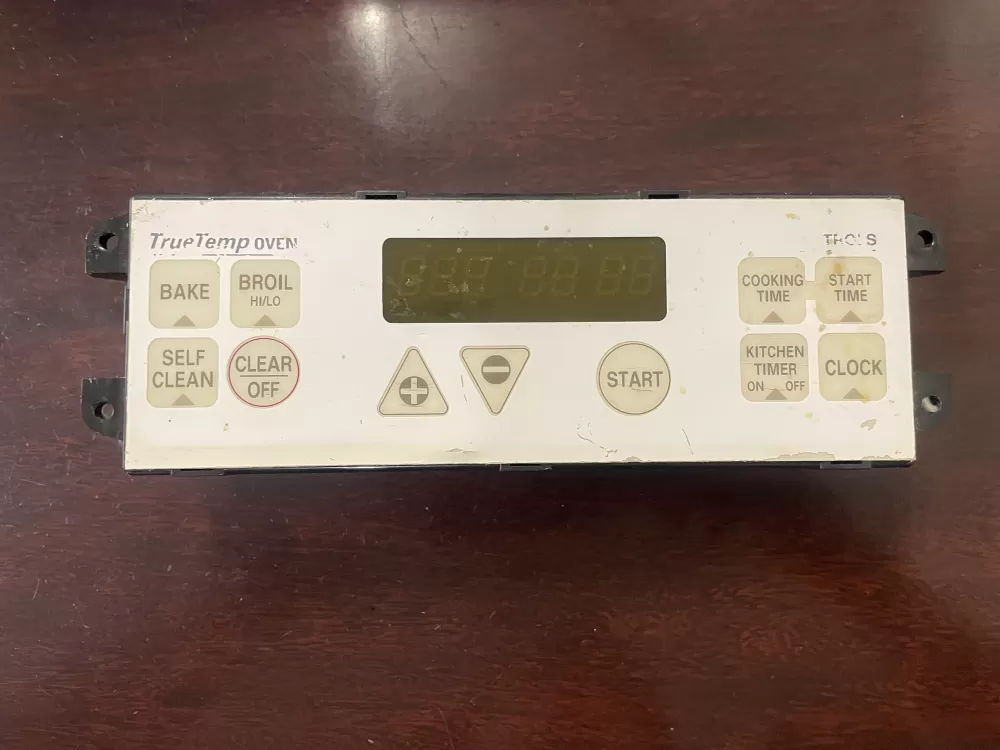 TrueTemp OVEN
BAKE
BROIL
HI/LO
SELF
CLEAN
CLEAR
OFF
START
COOKING
TIME
START
TIME
KITCHEN
TIMER
ON OFF
CLOCK